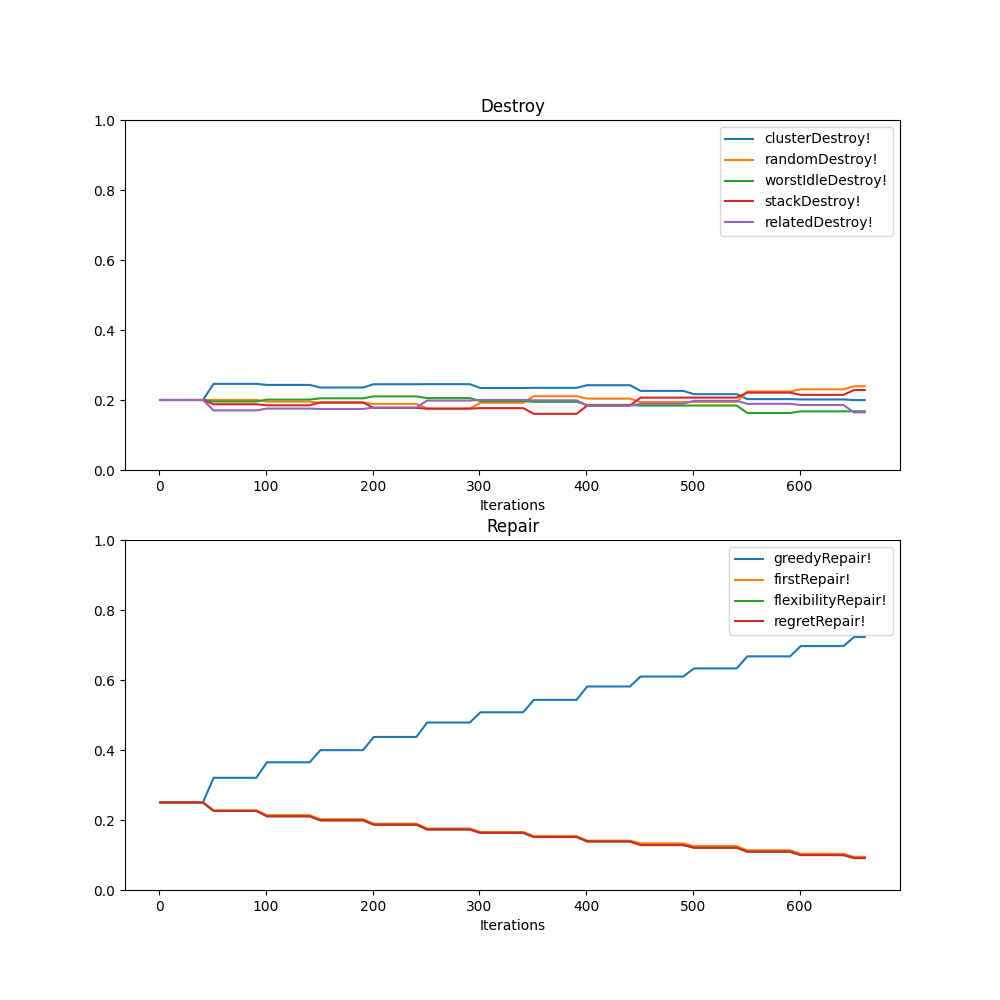 Destroy
1.0
0.8
0.6
0.4
0.2
0.0
clusterDestroy!
randomDestroy!
worstIdleDestroy!
stackDestroy!
relatedDestroy!
0 100 200 300 400 500 600
Iterations
Repair
1.0
0.8
0.6
0.4
0.2
0.0
greedyRepair!
firstRepair!
flexibilityRepair!
regretRepair!
0 100 200 300 400 500 600
Iterations